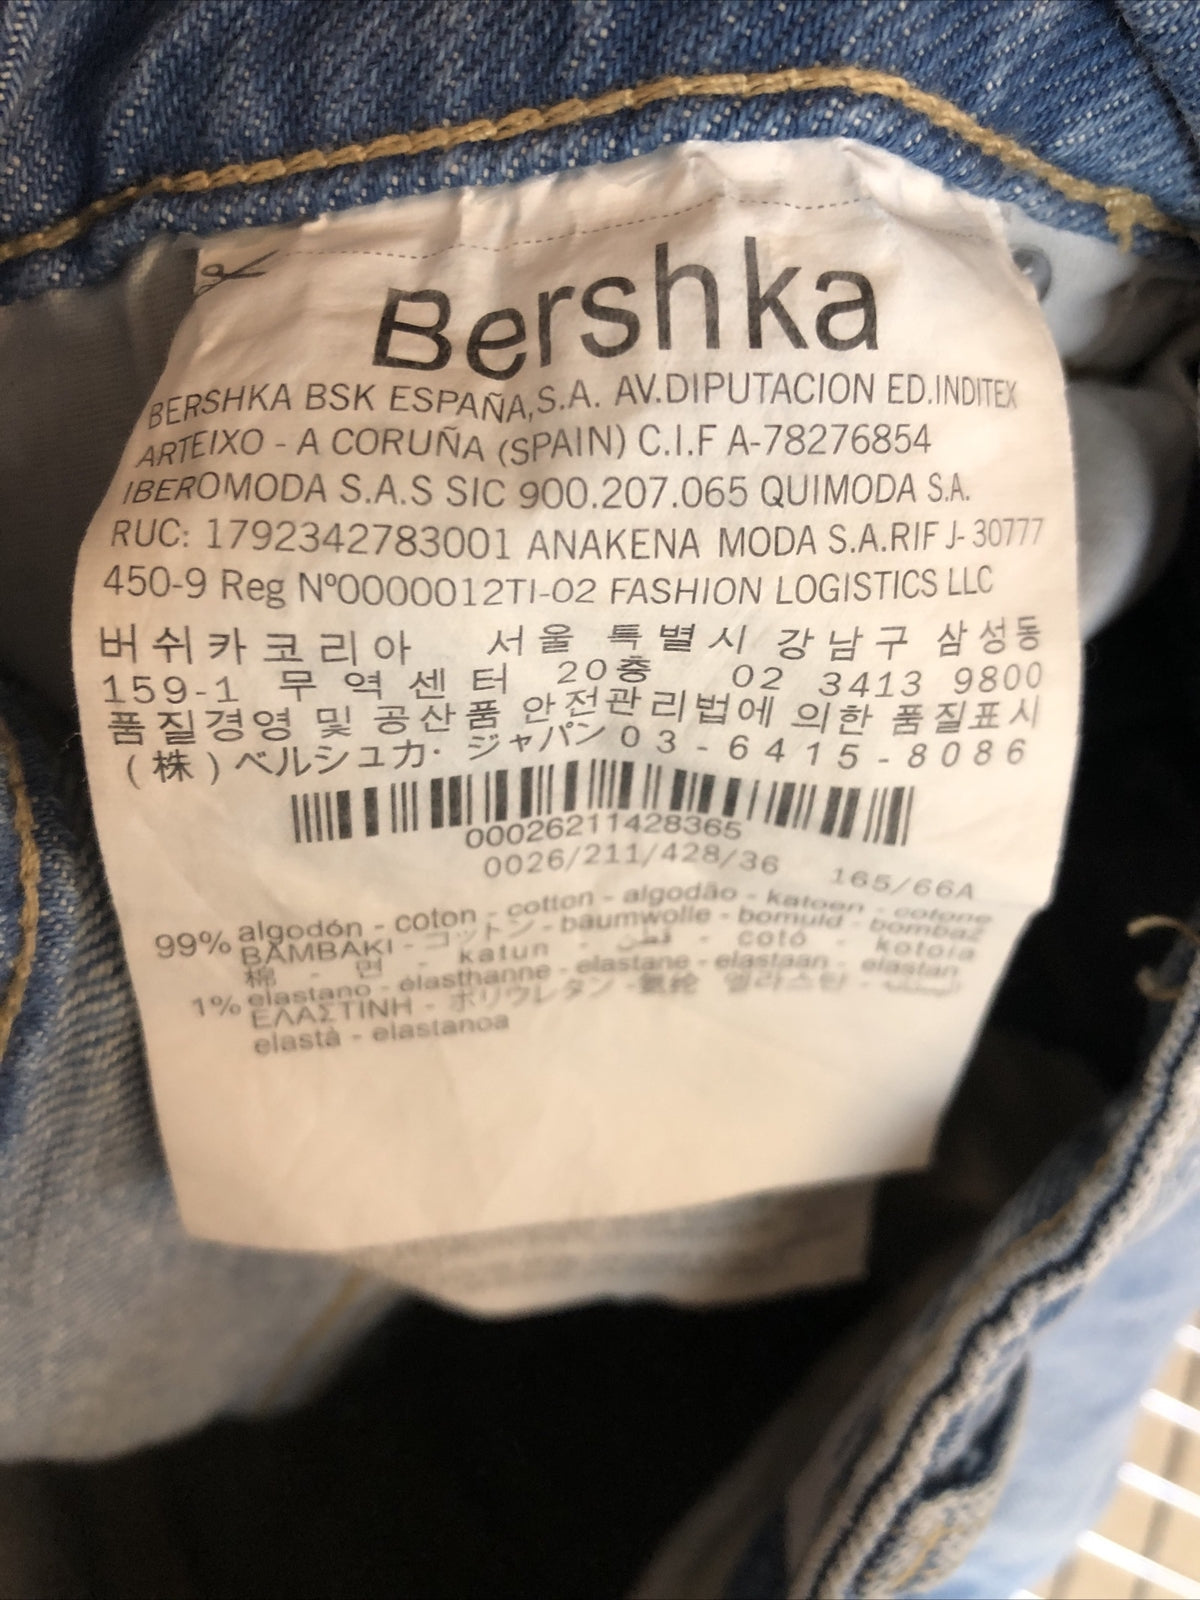 Bershka
BERSHKA BSK ESPAÑA,S.A. AV.DIPUTACION ED.INDITEX
ARTEIXO - A CORUÑA (SPAIN) C.I.F A-78276854
IBEROMODA S.A.S SIC 900.207.065 QUIMODA S.A.
RUC: 1792342783001 ANAKENA MODA S.A.RIF J- 30777
450-9 Reg Nº0000012TI-02 FASHION LOGISTICS LLC
버쉬카코리아 서울 특별시 강남구 삼성동
159-1 무역센터 20층 02 3413 9800
품질경영 및 공산품 안전관리법에 의한 품질표시
(株)ベルシュカ・ジャパン 03-6415-8086
00026211428365
0026/211/428/36 165/66A
99% algodón - coton - cotton - algodão - katoen - cotone
BAMBAKI - コットン - baumwolle - bomuld - bombaž
棉 - 면 - katun - قطن - cotó - kotoia
1% elastano - élasthanne - elastane - elastaan - elastan
ΕΛΑΣΤΙΝΗ - ポリウレタン - 氨纶 엘라스탄 -
elastà - elastanoa